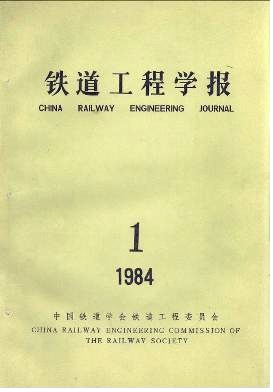 铁道工程学报
CHINA RAILWAY ENGINEERING JOURNAL
1
1984
中国铁道学会铁道工程委员会
CHINA RAILWAY ENGINEERING COMMISSION OF
THE RAILWAY SOCIETY